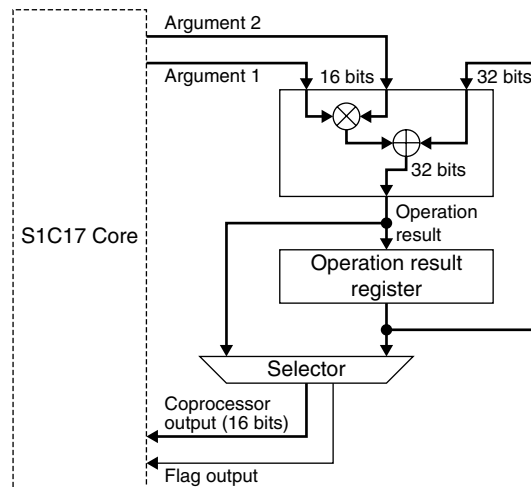 Argument 2
Argument 1
16 bits
32 bits
32 bits
S1C17 Core
Operation
result
Operation result
register
Selector
Coprocessor
output (16 bits)
Flag output